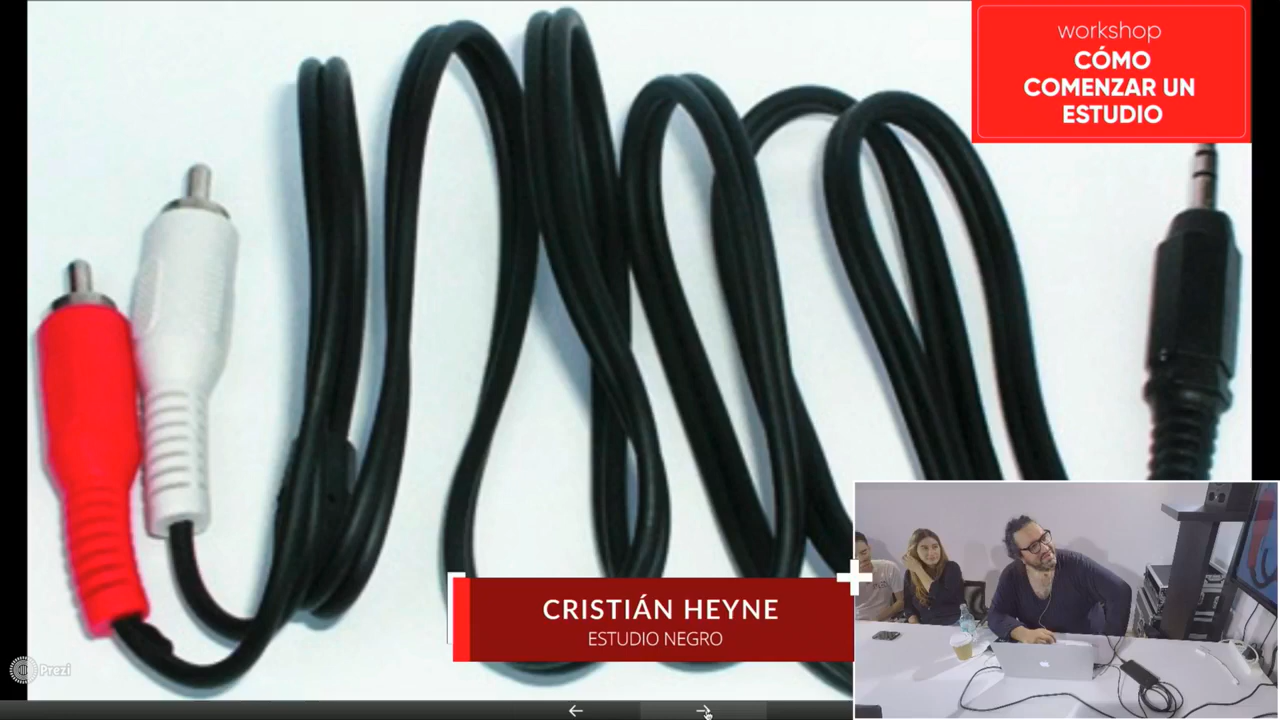 workshop
CÓMO
COMENZAR UN
ESTUDIO
CRISTIÁN HEYNE
ESTUDIO NEGRO
Prezi